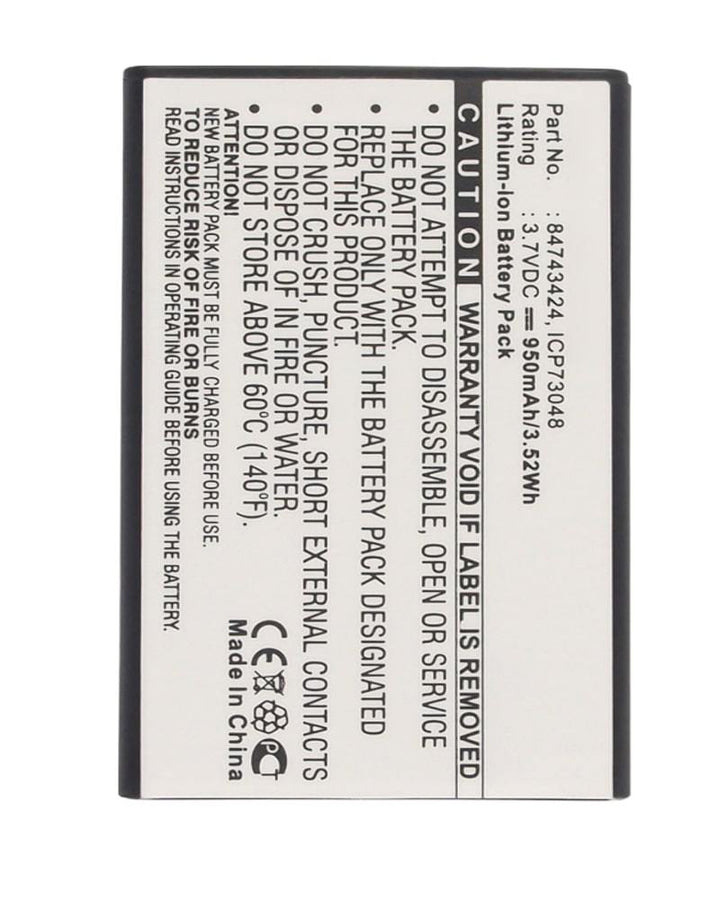 Part No. : 84743424, ICP73048
Rating : 3.7VDC ⎓ 950mAh/3.52Wh
Lithium-Ion Battery Pack
CAUTION WARRANTY VOID IF LABEL IS REMOVED
• DO NOT ATTEMPT TO DISASSEMBLE, OPEN OR SERVICE
THE BATTERY PACK.
• REPLACE ONLY WITH THE BATTERY PACK DESIGNATED
FOR THIS PRODUCT.
• DO NOT CRUSH, PUNCTURE, SHORT EXTERNAL CONTACTS
OR DISPOSE OF IN FIRE OR WATER.
• DO NOT STORE ABOVE 60°C (140°F).
ATTENTION!
NEW BATTERY PACK MUST BE FULLY CHARGED BEFORE USE.
TO REDUCE RISK OF FIRE OR BURNS
READ INSTRUCTIONS IN OPERATING GUIDE BEFORE USING THE BATTERY.
CE PCT
Made In China